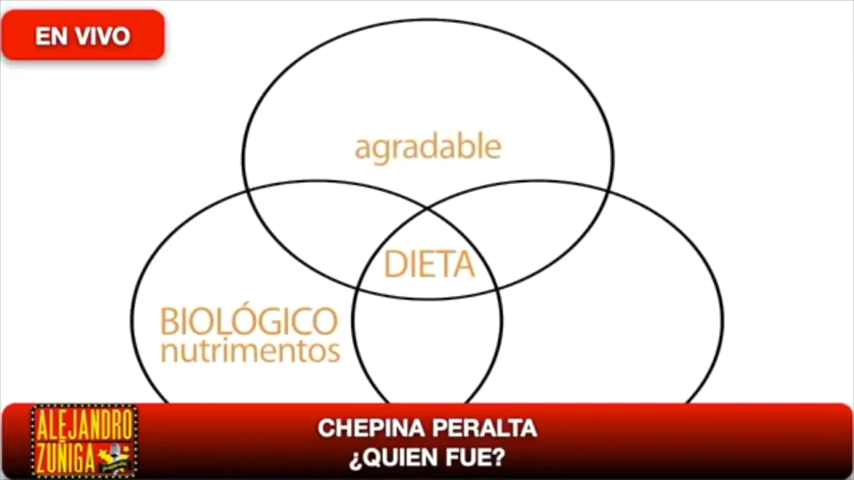 EN VIVO
agradable
DIETA
BIOLÓGICO
nutrimentos
ALEJANDRO
ZUÑIGA
CHEPINA PERALTA
¿QUIEN FUE?